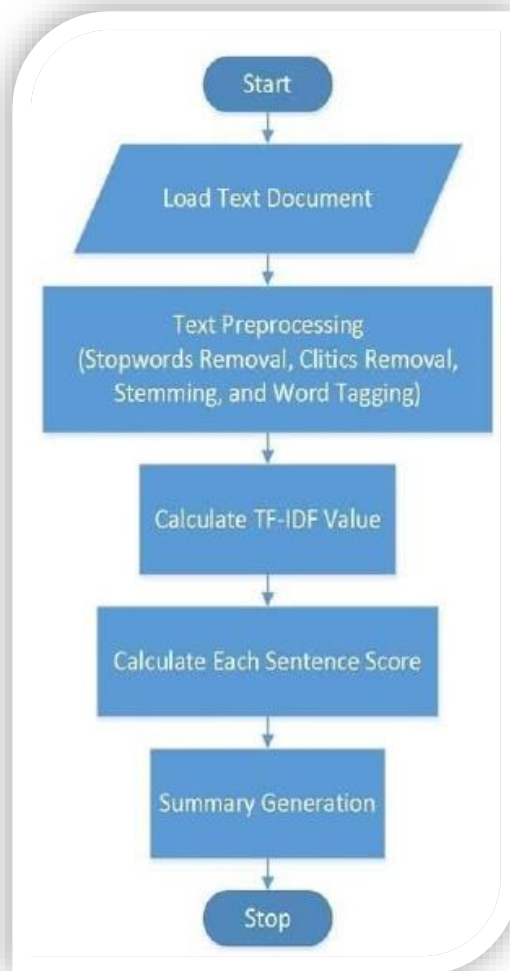 Start
Load Text Document
Text Preprocessing
(Stopwords Removal, Clitics Removal,
Stemming, and Word Tagging)
Calculate TF-IDF Value
Calculate Each Sentence Score
Summary Generation
Stop